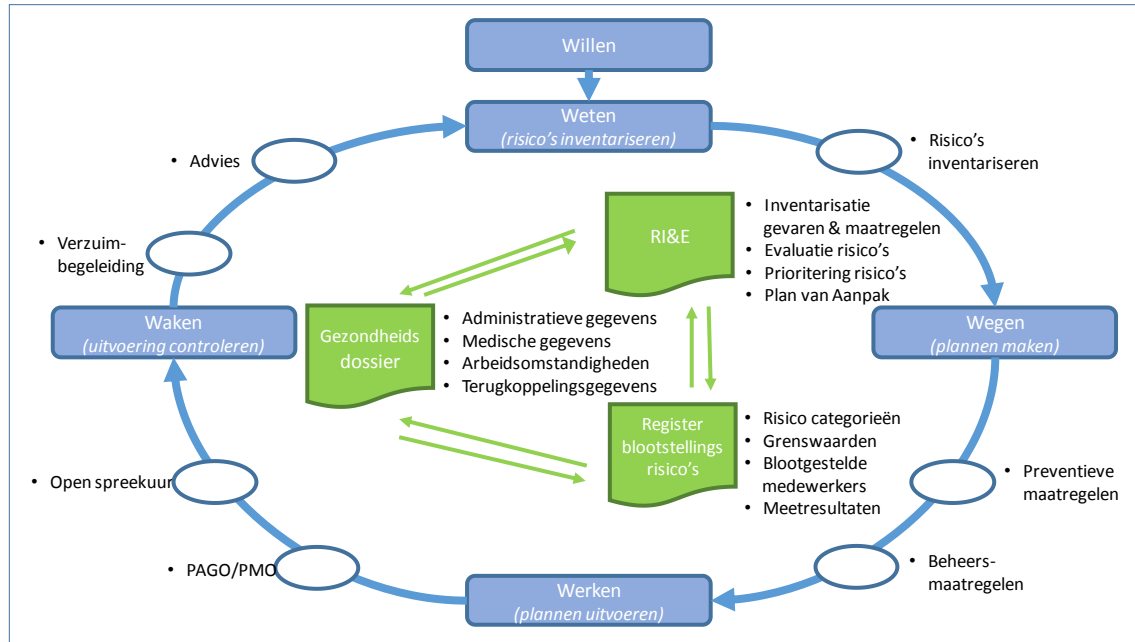 Willen
Weten
(risico's inventariseren)
• Advies
• Risico's
inventariseren
RI&E
• Inventarisatie
gevaren & maatregelen
• Evaluatie risico's
• Prioritering risico's
• Plan van Aanpak
• Verzuim-
begeleiding
Waken
(uitvoering controleren)
Gezondheids
dossier
• Administratieve gegevens
• Medische gegevens
• Arbeidsomstandigheden
• Terugkoppelingsgegevens
Wegen
(plannen maken)
Register
blootstellings
risico's
• Risico categorieën
• Grenswaarden
• Blootgestelde
medewerkers
• Meetresultaten
• Open spreekuur
• Preventieve
maatregelen
• PAGO/PMO
• Beheers-
maatregelen
Werken
(plannen uitvoeren)